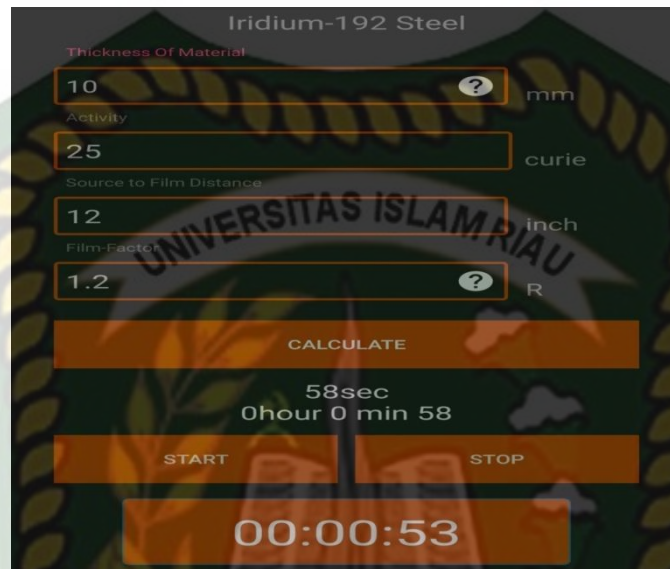 Iridium-192 Steel
Thickness Of Material
10 ? mm
Activity
25 curie
Source to Film Distance
12 inch
UNIVERSITAS ISLAM RIAU
Film-Factor
1.2 ? R
CALCULATE
58sec
0hour 0 min 58
START STOP
00:00:53